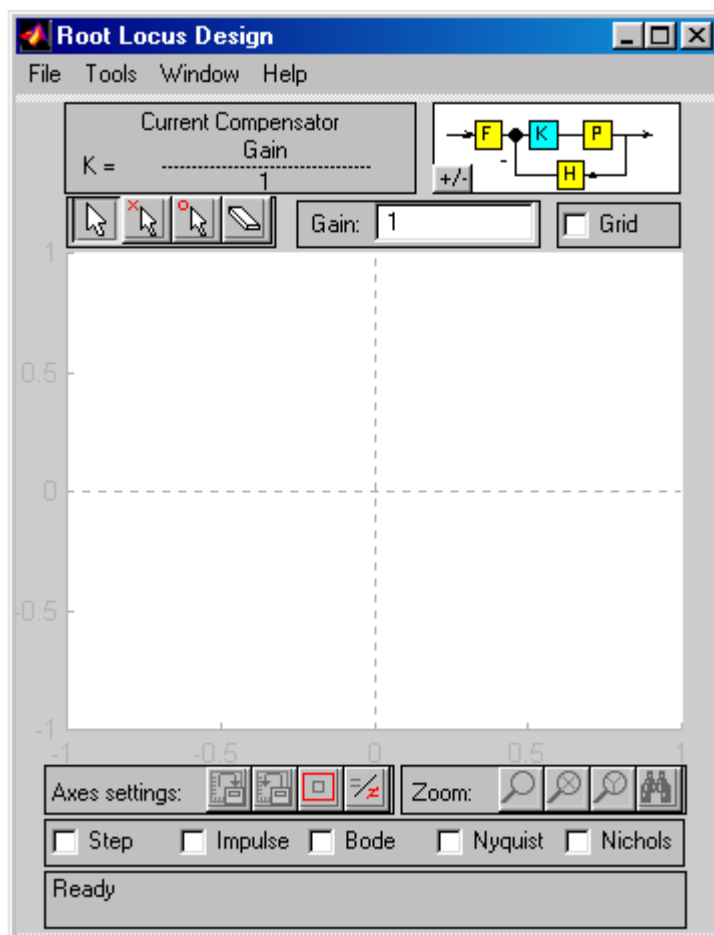 Root Locus Design
File Tools Window Help
Current Compensator
K = Gain
1
F K P
- H
+/-
Gain: 1 Grid
1
0.5
0
-0.5
-1
-1 -0.5 0 0.5 1
Axes settings: Zoom:
Step Impulse Bode Nyquist Nichols
Ready